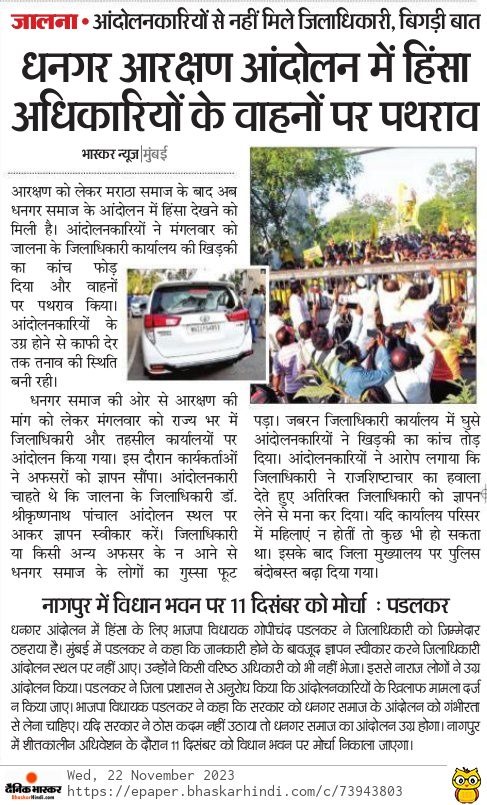 जालना • आंदोलनकारियों से नहीं मिले जिलाधिकारी, बिगड़ी बात
धनगर आरक्षण आंदोलन में हिंसा
अधिकारियों के वाहनों पर पथराव
भास्कर न्यूज | मुंबई
आरक्षण को लेकर मराठा समाज के बाद अब
धनगर समाज के आंदोलन में हिंसा देखने को
मिली है। आंदोलनकारियों ने मंगलवार को
जालना के जिलाधिकारी कार्यालय की खिड़की
का कांच फोड़
दिया और वाहनों
पर पथराव किया।
आंदोलनकारियों के
उग्र होने से काफी देर
तक तनाव की स्थिति
बनी रही।
धनगर समाज की ओर से आरक्षण की
मांग को लेकर मंगलवार को राज्य भर में
जिलाधिकारी और तहसील कार्यालयों पर
आंदोलन किया गया। इस दौरान कार्यकर्ताओं
ने अफसरों को ज्ञापन सौंपा। आंदोलनकारी
चाहते थे कि जालना के जिलाधिकारी डॉ.
श्रीकृष्णनाथ पांचाल आंदोलन स्थल पर
आकर ज्ञापन स्वीकार करें। जिलाधिकारी
या किसी अन्य अफसर के न आने से
धनगर समाज के लोगों का गुस्सा फूट
पड़ा। जबरन जिलाधिकारी कार्यालय में घुसे
आंदोलनकारियों ने खिड़की का कांच तोड़
दिया। आंदोलनकारियों ने आरोप लगाया कि
जिलाधिकारी ने राजशिष्टाचार का हवाला
देते हुए अतिरिक्त जिलाधिकारी को ज्ञापन
लेने से मना कर दिया। यदि कार्यालय परिसर
में महिलाएं न होतीं तो कुछ भी हो सकता
था। इसके बाद जिला मुख्यालय पर पुलिस
बंदोबस्त बढ़ा दिया गया।
नागपुर में विधान भवन पर 11 दिसंबर को मोर्चा : पडलकर
धनगर आंदोलन में हिंसा के लिए भाजपा विधायक गोपीचंद पडलकर ने जिलाधिकारी को जिम्मेदार
ठहराया है। मुंबई में पडलकर ने कहा कि जानकारी होने के बावजूद ज्ञापन स्वीकार करने जिलाधिकारी
आंदोलन स्थल पर नहीं आए। उन्होंने किसी वरिष्ठ अधिकारी को भी नहीं भेजा। इससे नाराज लोगों ने उग्र
आंदोलन किया। पडलकर ने जिला प्रशासन से अनुरोध किया कि आंदोलनकारियों के खिलाफ मामला दर्ज
न किया जाए। भाजपा विधायक पडलकर ने कहा कि सरकार को धनगर समाज के आंदोलन को गंभीरता
से लेना चाहिए। यदि सरकार ने ठोस कदम नहीं उठाया तो धनगर समाज का आंदोलन उग्र होगा। नागपुर
में शीतकालीन अधिवेशन के दौरान 11 दिसंबर को विधान भवन पर मोर्चा निकाला जाएगा।
दैनिक भास्कर
BhaskarHindi.com
Wed, 22 November 2023
https://epaper.bhaskarhindi.com/c/73943803